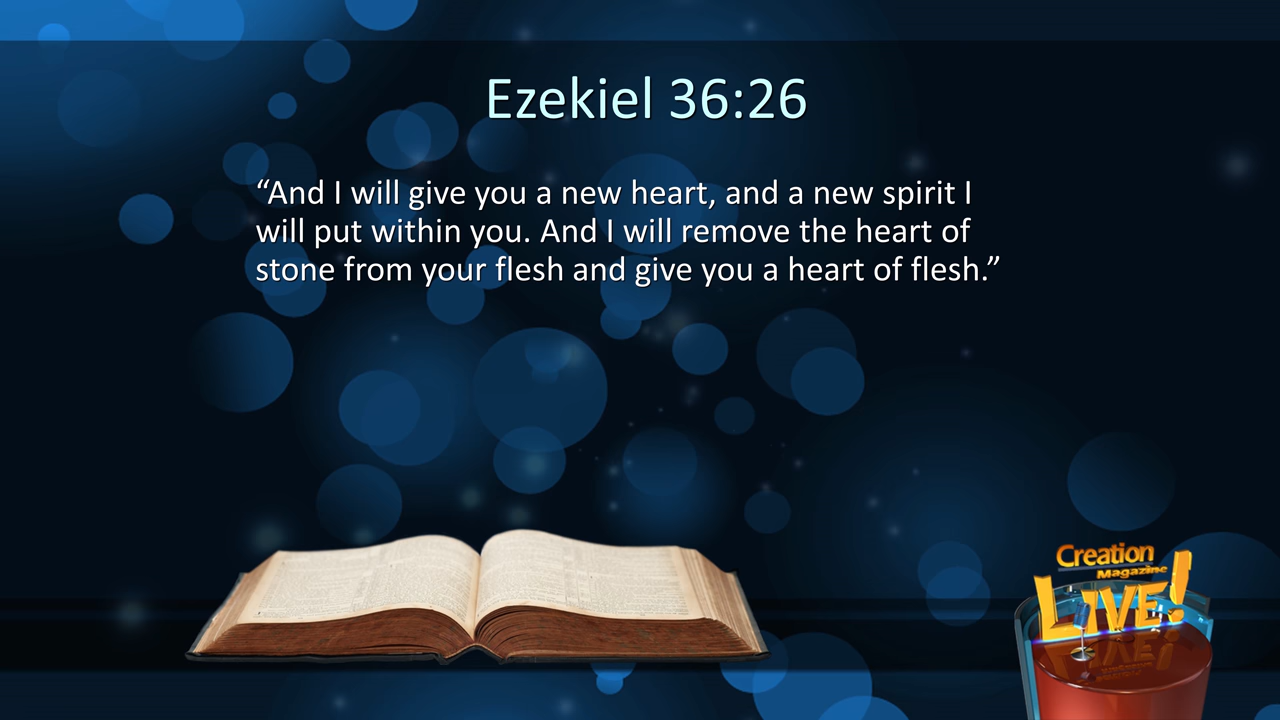 Ezekiel 36:26
“And I will give you a new heart, and a new spirit I
will put within you. And I will remove the heart of
stone from your flesh and give you a heart of flesh.”
Creation
Magazine
LIVE!